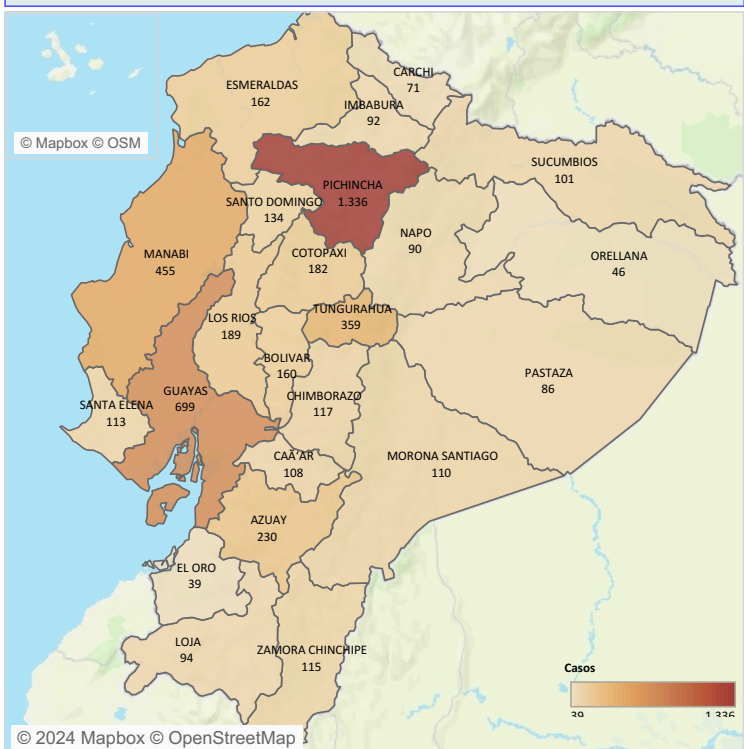 © Mapbox © OSM
CARCHI
71
ESMERALDAS
162
IMBABURA
92
SUCUMBIOS
101
PICHINCHA
1.336
SANTO DOMINGO
134
NAPO
90
MANABI
455
COTOPAXI
182
ORELLANA
46
TUNGURAHUA
359
LOS RIOS
189
BOLIVAR
160
PASTAZA
86
GUAYAS
699
CHIMBORAZO
117
SANTA ELENA
113
CAÃ'AR
108
MORONA SANTIAGO
110
AZUAY
230
EL ORO
39
LOJA
94
ZAMORA CHINCHIPE
115
Casos
39 1.336
© 2024 Mapbox © OpenStreetMap